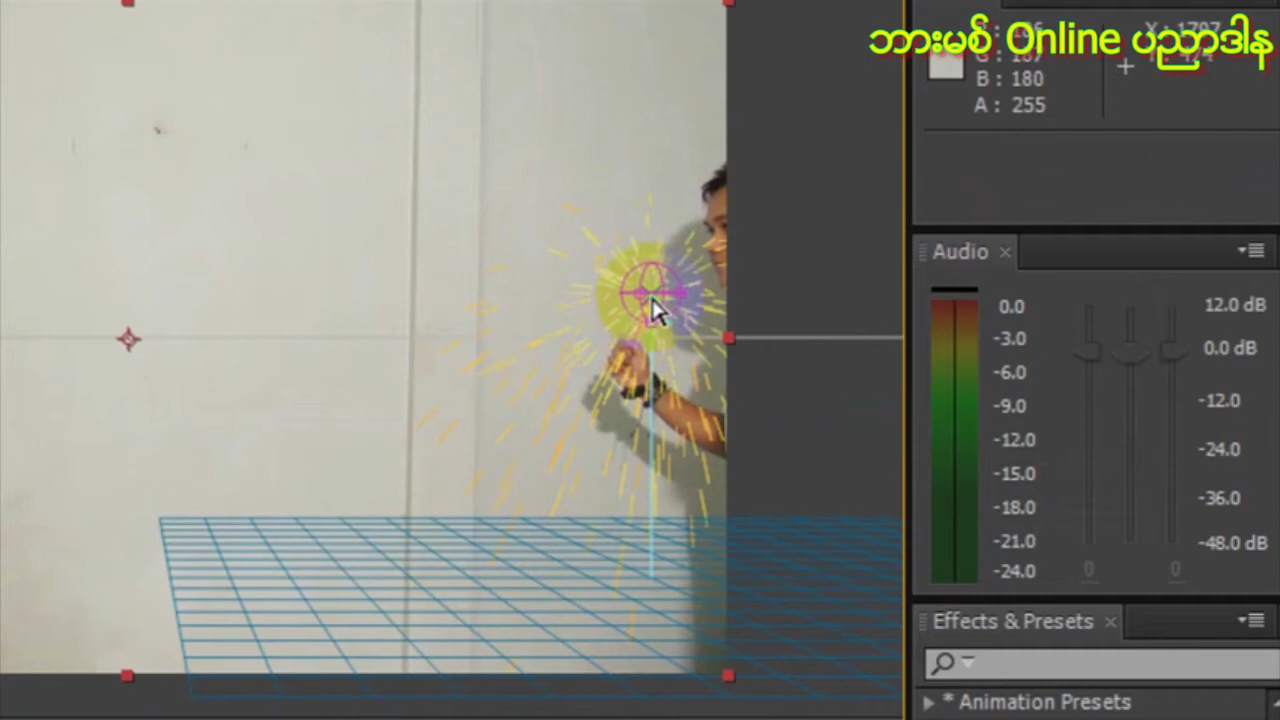 ဘားမစ် Online ပညာဒါန
B : 180
A : 255
Audio
0.0
-3.0
-6.0
-9.0
-12.0
-15.0
-18.0
-21.0
-24.0
12.0 dB
0.0 dB
-12.0
-24.0
-36.0
-48.0 dB
0
0
Effects & Presets
* Animation Presets